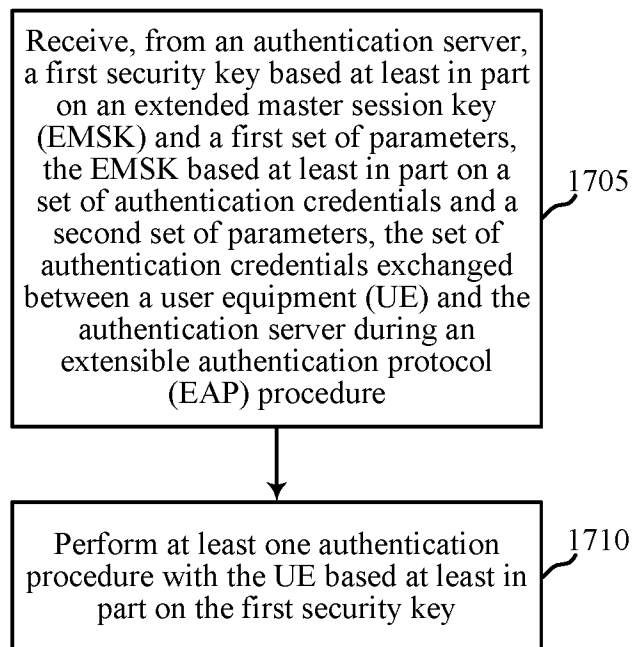 Receive, from an authentication server,
a first security key based at least in part
on an extended master session key
(EMSK) and a first set of parameters,
the EMSK based at least in part on a
set of authentication credentials and a
second set of parameters, the set of
authentication credentials exchanged
between a user equipment (UE) and the
authentication server during an
extensible authentication protocol
(EAP) procedure
1705
Perform at least one authentication
procedure with the UE based at least in
part on the first security key
1710